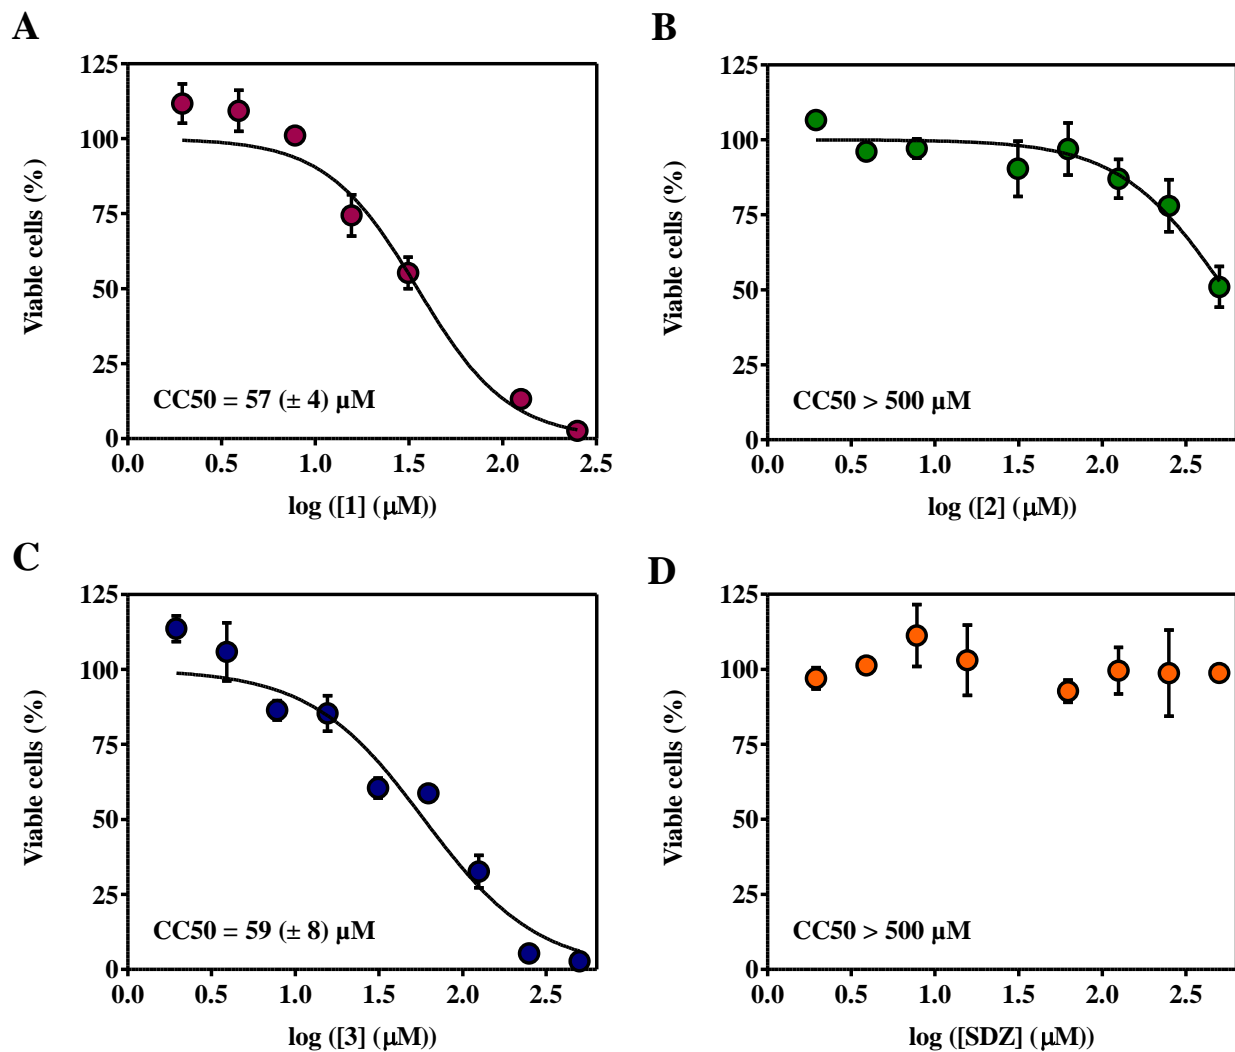 A
Viable cells (%)
125
100
75
50
25
0
CC50 = 57 (± 4) µM
0.0 0.5 1.0 1.5 2.0 2.5
log ([1] (µM))
B
Viable cells (%)
125
100
75
50
25
0
CC50 > 500 µM
0.0 0.5 1.0 1.5 2.0 2.5
log ([2] (µM))
C
Viable cells (%)
125
100
75
50
25
0
CC50 = 59 (± 8) µM
0.0 0.5 1.0 1.5 2.0 2.5
log ([3] (µM))
D
Viable cells (%)
125
100
75
50
25
0
CC50 > 500 µM
0.0 0.5 1.0 1.5 2.0 2.5
log ([SDZ] (µM))